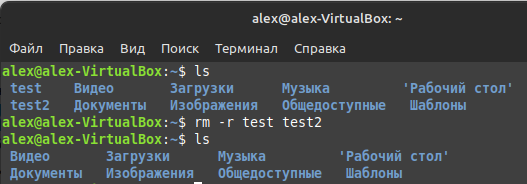 alex@alex-VirtualBox: ~
Файл Правка Вид Поиск Терминал Справка
alex@alex-VirtualBox:~$ ls
test Видео Загрузки Музыка 'Рабочий стол'
test2 Документы Изображения Общедоступные Шаблоны
alex@alex-VirtualBox:~$ rm -r test test2
alex@alex-VirtualBox:~$ ls
Видео Загрузки Музыка 'Рабочий стол'
Документы Изображения Общедоступные Шаблоны